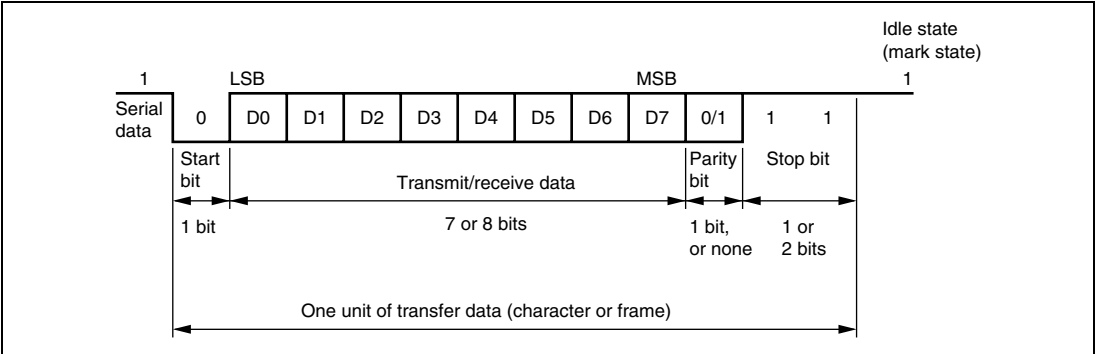 Idle state
(mark state)
1 LSB MSB 1
Serial
data
0 D0 D1 D2 D3 D4 D5 D6 D7 0/1 1 1
Start
bit
Transmit/receive data
Parity
bit
Stop bit
1 bit
7 or 8 bits
1 bit,
or none
1 or
2 bits
One unit of transfer data (character or frame)